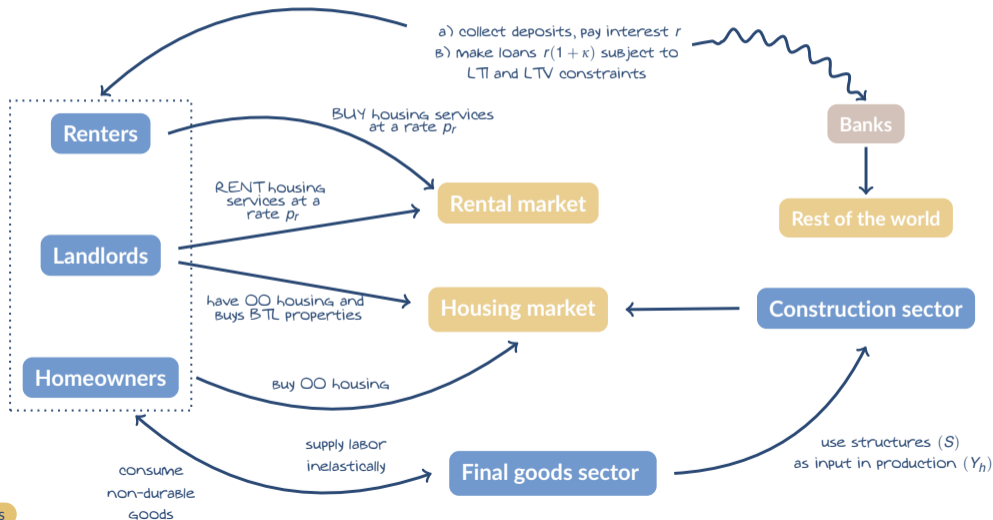 a) collect deposits, pay interest r
B) make loans r(1 + κ) subject to
LTI and LTV constraints
Renters
BUY housing services
at a rate pr
Banks
RENT housing
services at a
rate pr
Rental market
Rest of the world
Landlords
have OO housing and
buys BTL properties
Housing market
Construction sector
Homeowners
Buy OO housing
supply labor
inelastically
Final goods sector
use structures (S)
as input in production (Yh)
consume
non-durable
goods
s